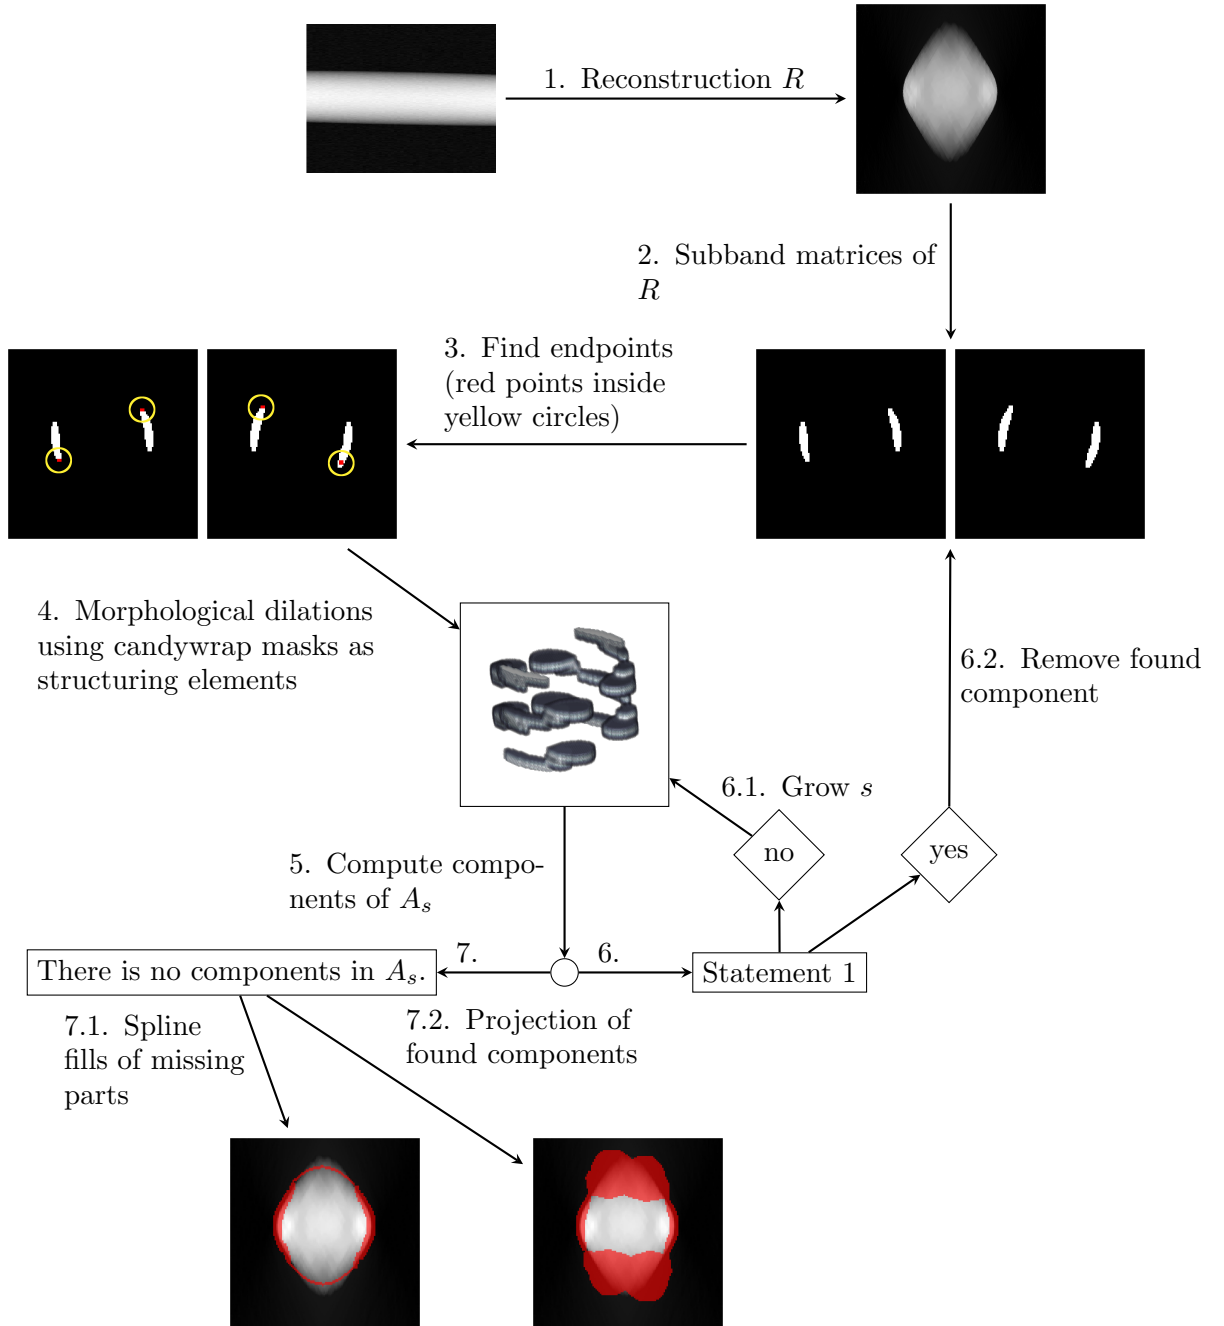 1. Reconstruction R
2. Subband matrices of
R
3. Find endpoints
(red points inside
yellow circles)
4. Morphological dilations
using candywrap masks as
structuring elements
6.2. Remove found
component
6.1. Grow s
no
yes
5. Compute compo-
nents of Aₛ
7.
6.
There is no components in Aₛ.
Statement 1
7.1. Spline
fills of missing
parts
7.2. Projection of
found components